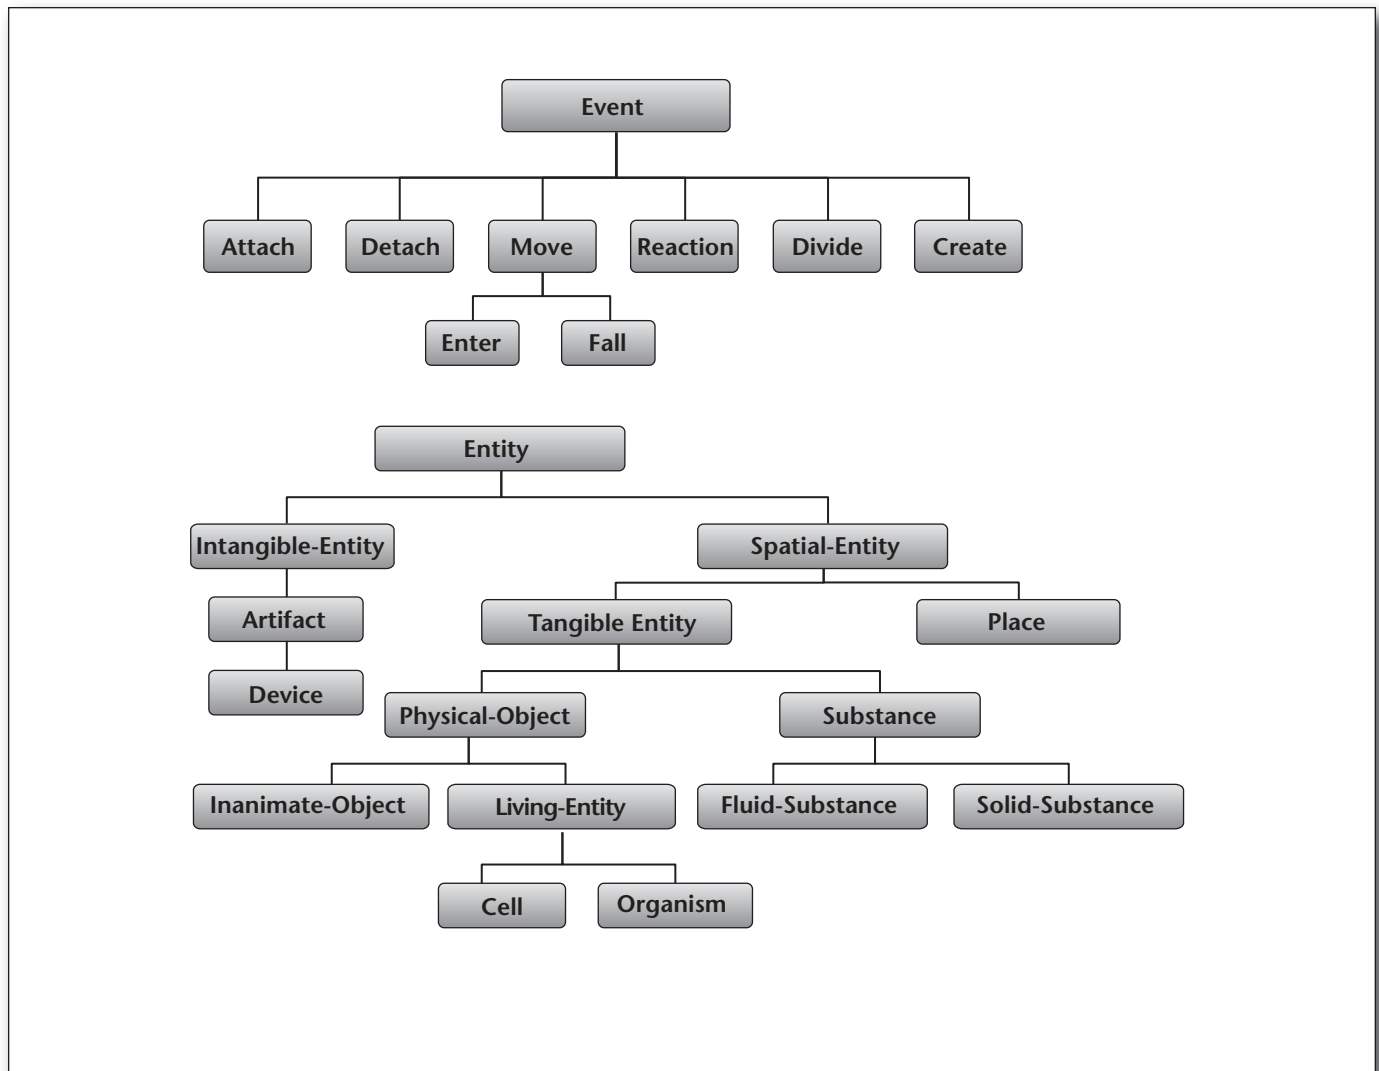 Event
Attach Detach Move Reaction Divide Create
Enter Fall
Entity
Intangible-Entity Spatial-Entity
Artifact Tangible Entity Place
Device Physical-Object Substance
Inanimate-Object Living-Entity Fluid-Substance Solid-Substance
Cell Organism